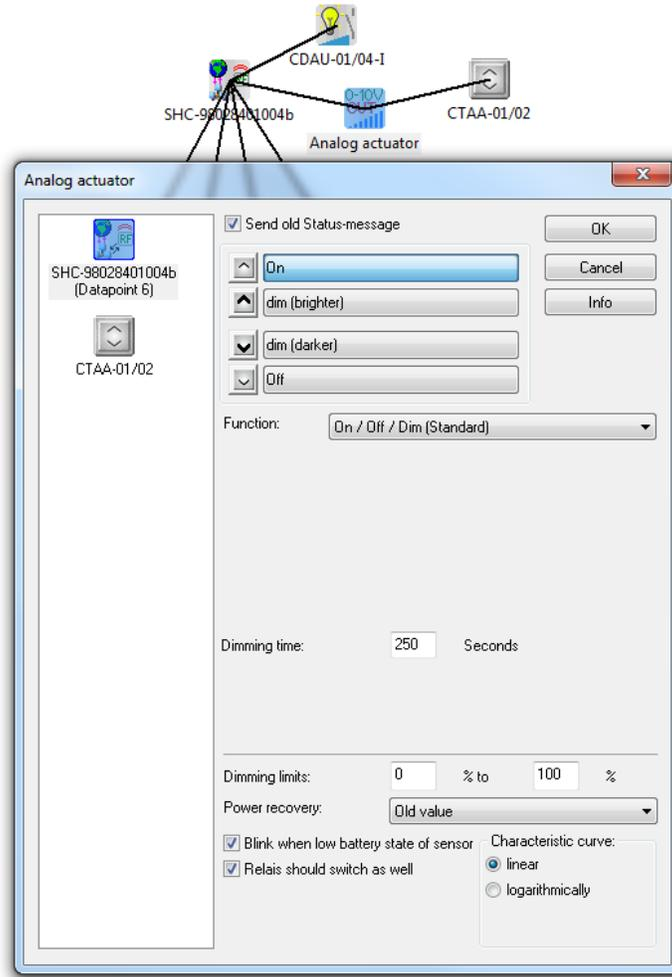 CDAU-01/04-I
RF
SHC-98028401004b
0-10V
OUT
CTAA-01/02
Analog actuator
Analog actuator
RF
SHC-98028401004b
(Datapoint 6)
CTAA-01/02
Send old Status-message
OK
On
Cancel
dim (brighter)
Info
dim (darker)
Off
Function:
On / Off / Dim (Standard)
Dimming time:
250
Seconds
Dimming limits:
0
% to
100
%
Power recovery:
Old value
Blink when low battery state of sensor
Relais should switch as well
Characteristic curve:
linear
logarithmically